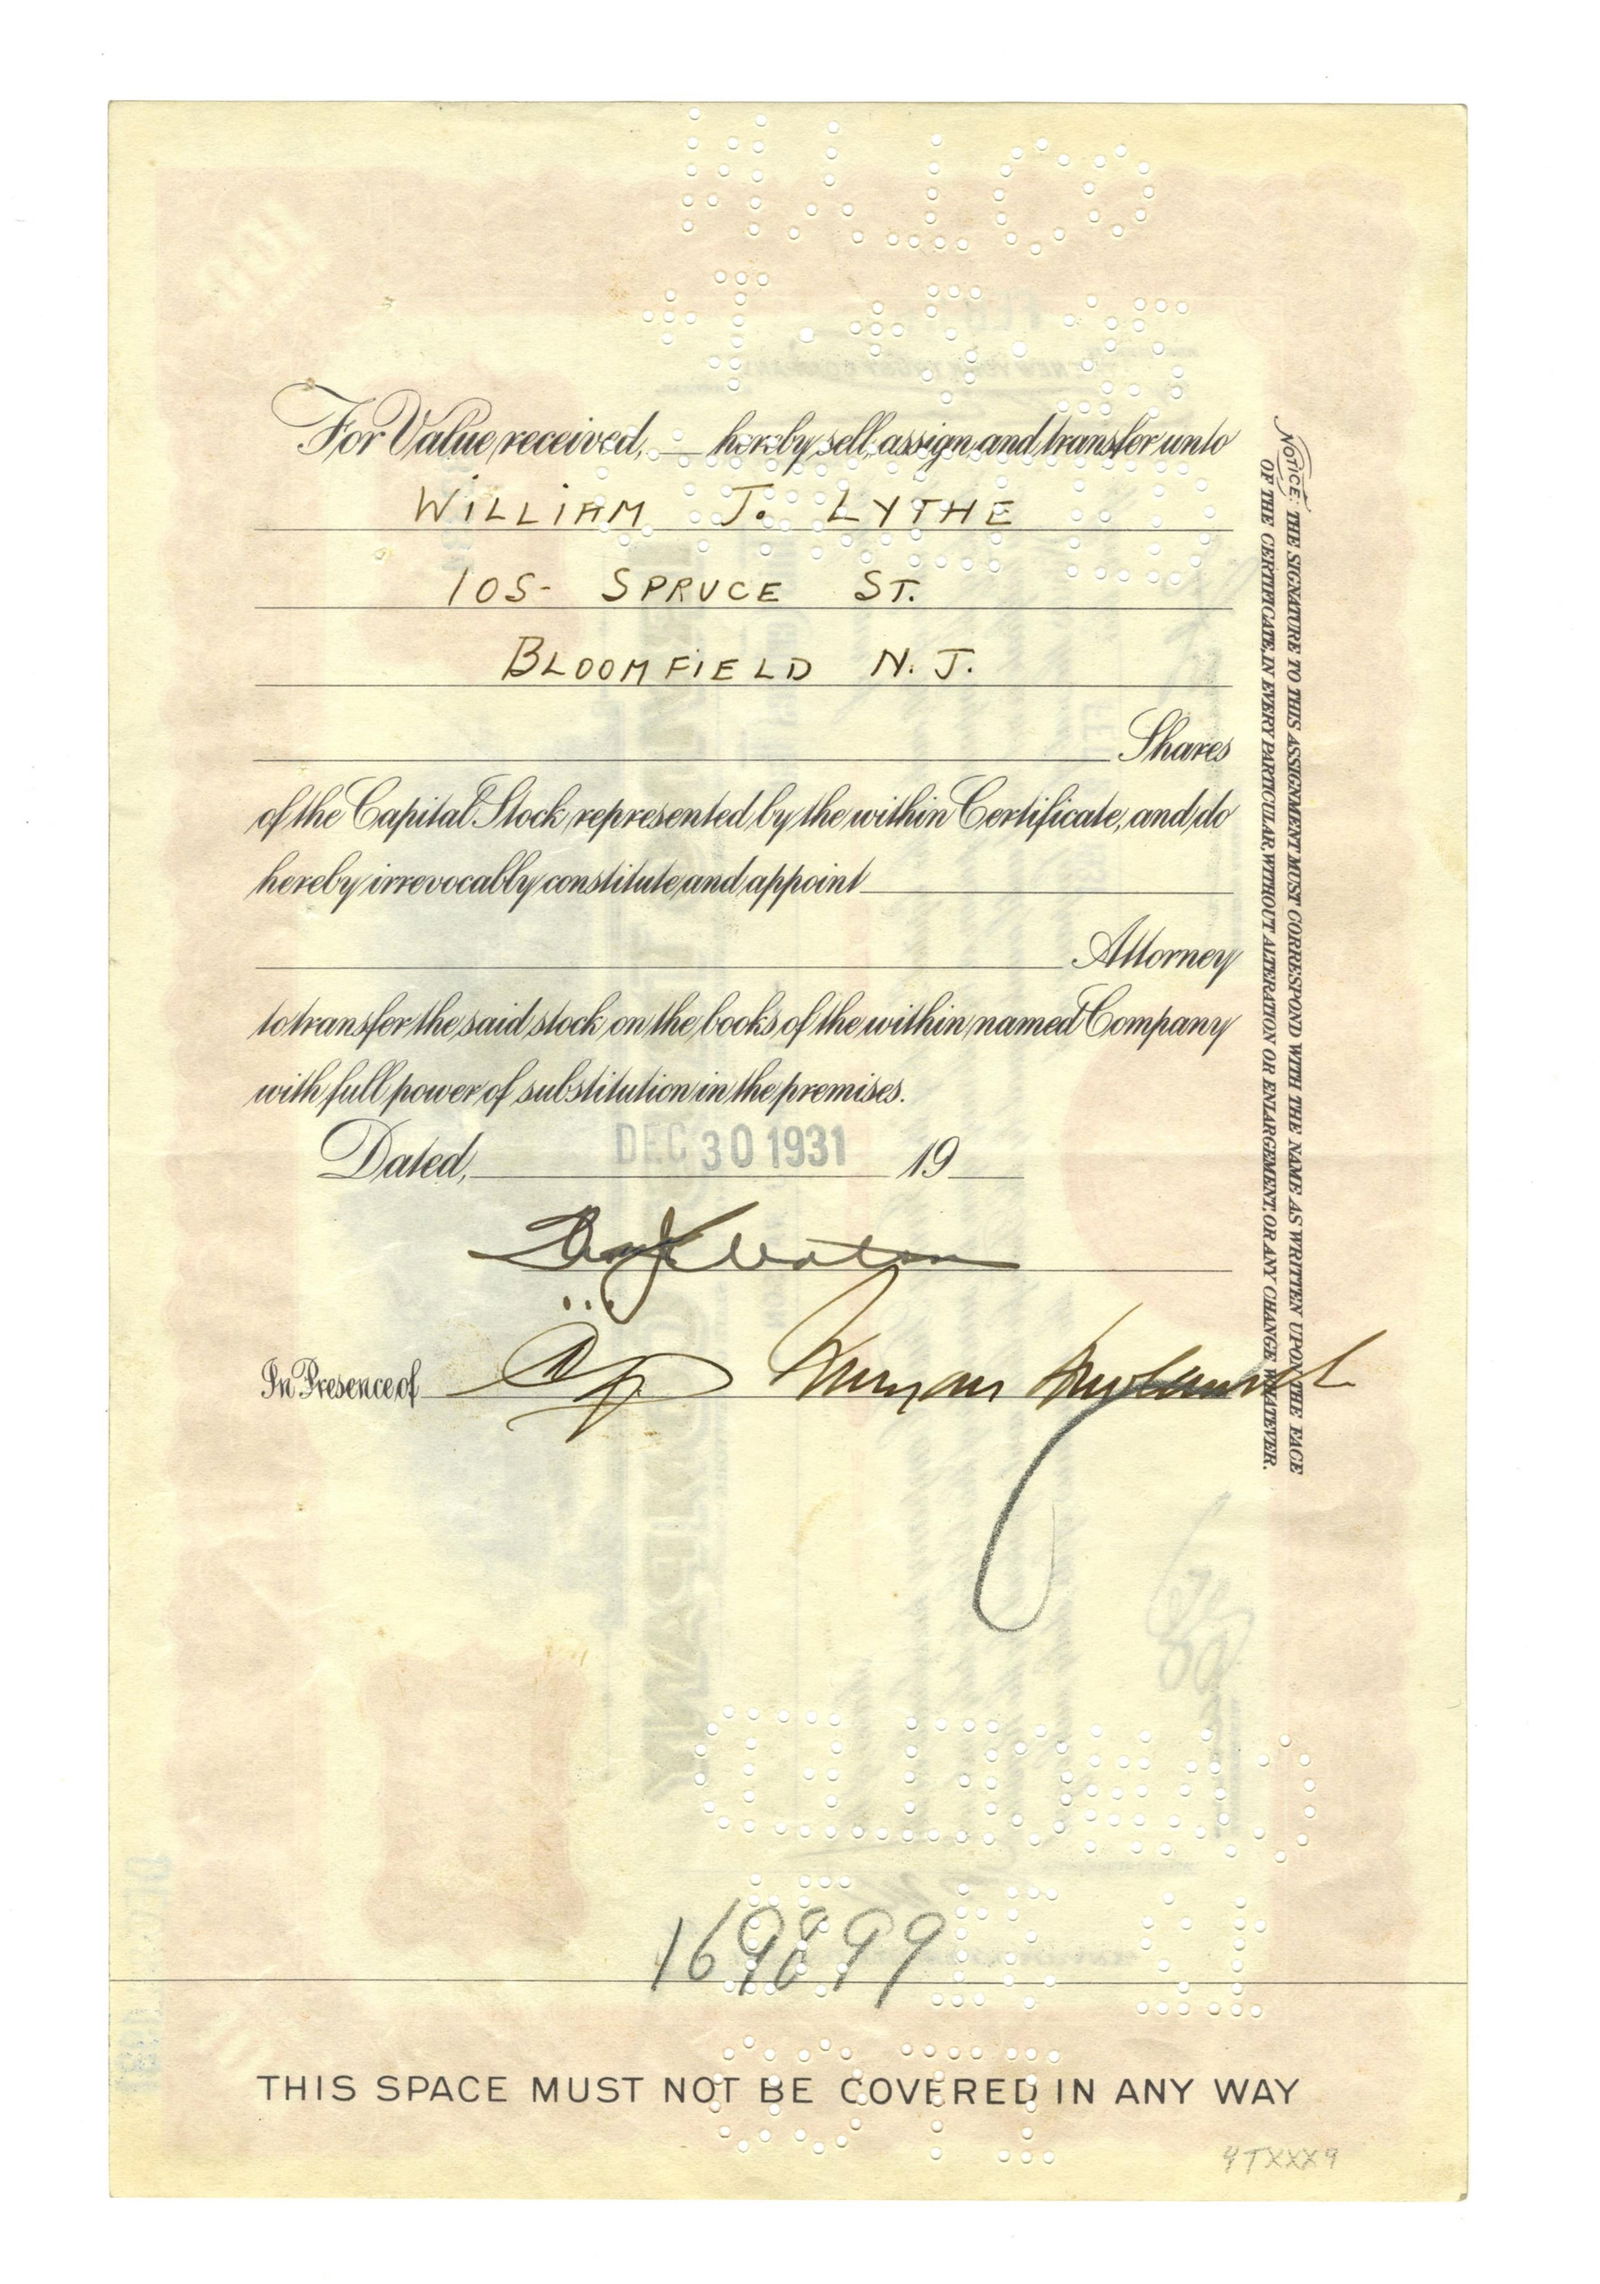 For Value received, hereby sell, assign and transfer unto
WILLIAM J. LYTHE
105- SPRUCE ST.
BLOOMFIELD N. J.
Shares
of the Capital Stock represented by the within Certificate, and do
hereby irrevocably constitute and appoint
Attorney
to transfer the said stock on the books of the within named Company
with full power of substitution in the premises.
Dated, DEC 30 1931 19
In Presence of
169899
THIS SPACE MUST NOT BE COVERED IN ANY WAY
9TXXX9
NOTICE: THE SIGNATURE TO THIS ASSIGNMENT MUST CORRESPOND WITH THE NAME AS WRITTEN UPON THE FACE
OF THE CERTIFICATE, IN EVERY PARTICULAR, WITHOUT ALTERATION OR ENLARGEMENT, OR ANY CHANGE WHATEVER.